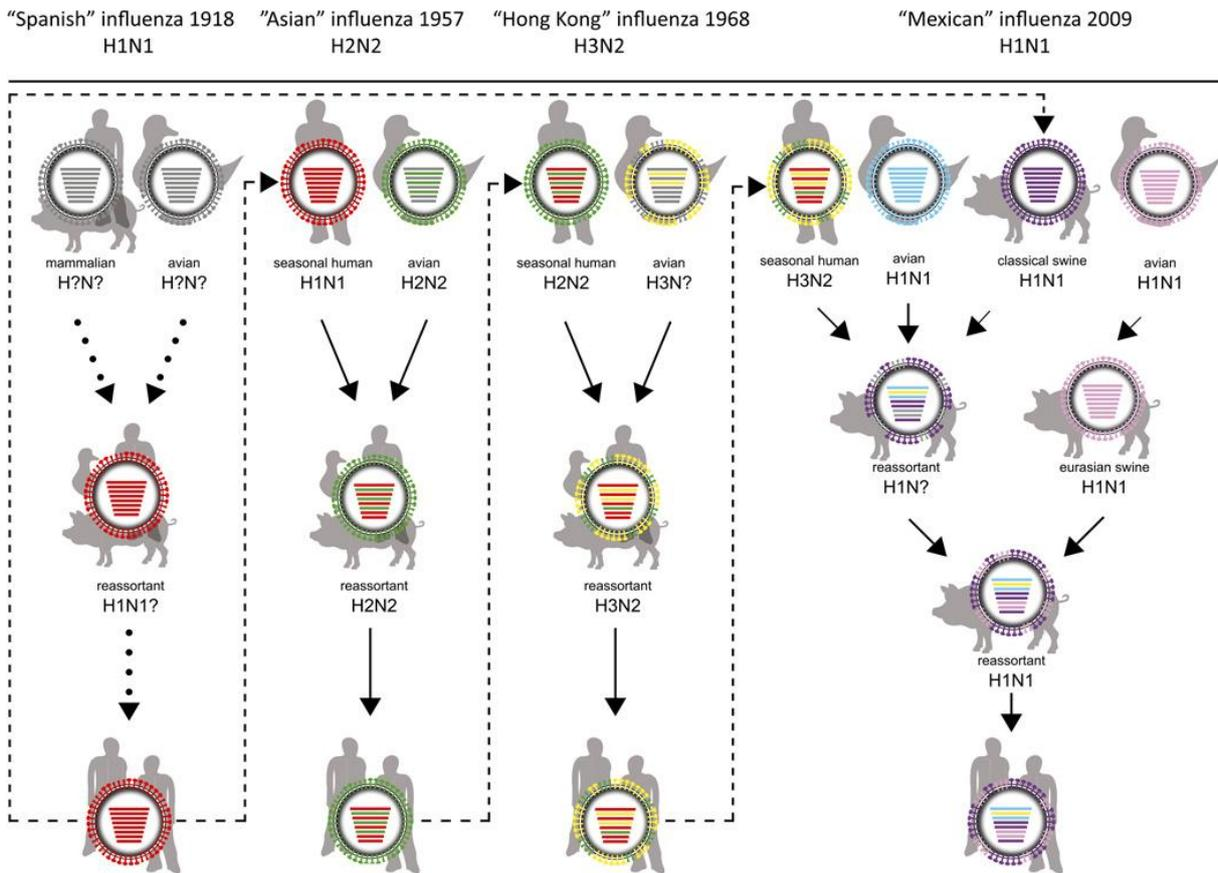 “Spanish” influenza 1918
H1N1
”Asian” influenza 1957
H2N2
“Hong Kong” influenza 1968
H3N2
“Mexican” influenza 2009
H1N1
mammalian
H?N?
avian
H?N?
seasonal human
H1N1
avian
H2N2
seasonal human
H2N2
avian
H3N?
seasonal human
H3N2
avian
H1N1
classical swine
H1N1
avian
H1N1
reassortant
H1N?
eurasian swine
H1N1
reassortant
H1N1?
reassortant
H2N2
reassortant
H3N2
reassortant
H1N1